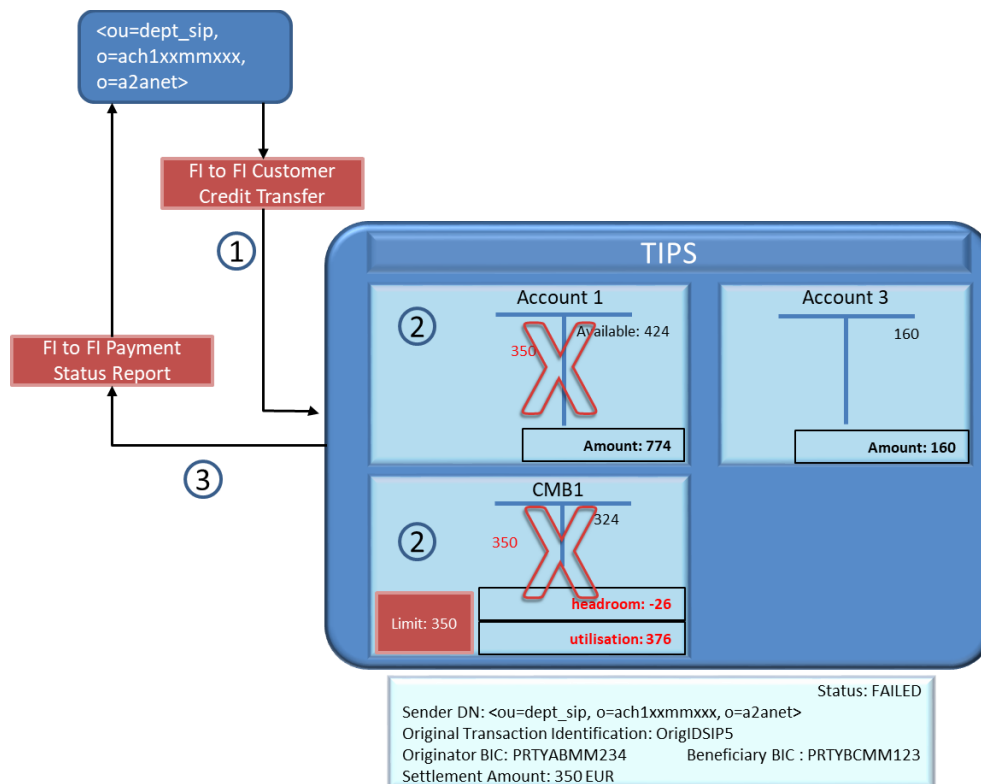 <ou=dept_sip,
o=ach1xxmmxxx,
o=a2anet>
FI to FI Customer
Credit Transfer
1
TIPS
Account 1
2
Available: 424
350
Amount: 774
Account 3
160
Amount: 160
FI to FI Payment
Status Report
3
CMB1
2
324
350
headroom: -26
Limit: 350
utilisation: 376
Status: FAILED
Sender DN: <ou=dept_sip, o=ach1xxmmxxx, o=a2anet>
Original Transaction Identification: OrigIDSIP5
Originator BIC: PRTYABMM234 Beneficiary BIC : PRTYBCMM123
Settlement Amount: 350 EUR